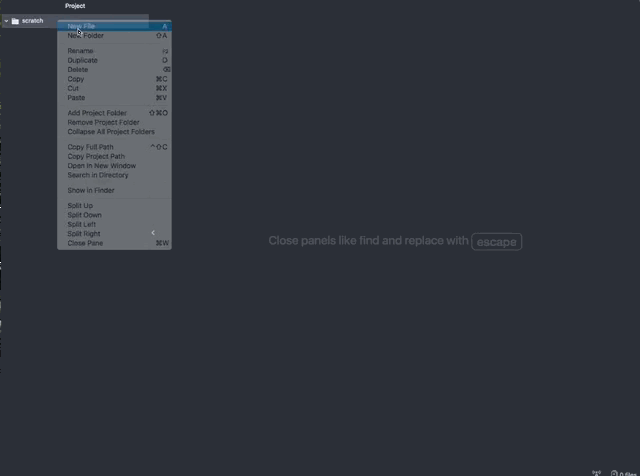 Project
scratch
New File A
New Folder ⇧A
Rename F2
Duplicate D
Delete ⌫
Copy ⌘C
Cut ⌘X
Paste ⌘V
Add Project Folder ⇧⌘O
Remove Project Folder
Collapse All Project Folders
Copy Full Path ^⇧C
Copy Project Path
Open In New Window
Search in Directory
Show in Finder
Split Up
Split Down
Split Left
Split Right
Close Pane ⌘W
Close panels like find and replace with escape
0 files